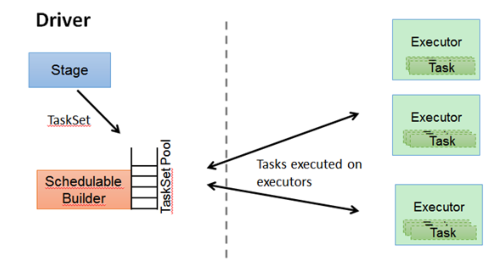 Driver
Stage
TaskSet
Schedulable
Builder
TaskSet Pool
Tasks executed on
executors
Executor
Task
Executor
Task
Executor
Task